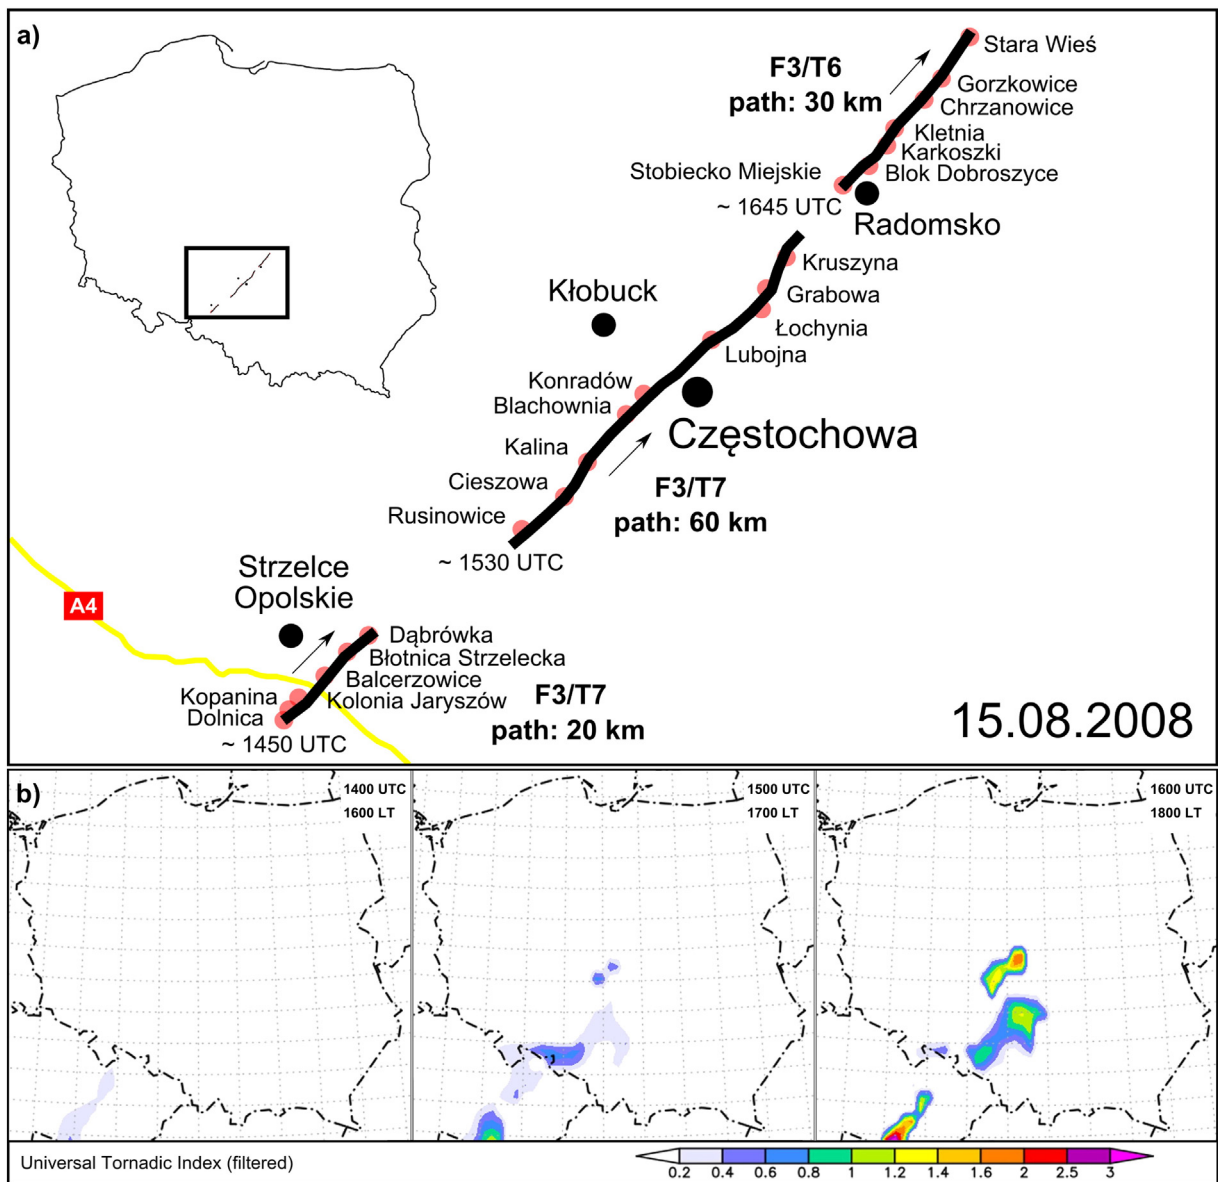 a)
Stara Wieś
F3/T6
path: 30 km
Gorzkowice
Chrzanowice
Kletnia
Karkoszki
Stobiecko Miejskie
Blok Dobroszyce
~ 1645 UTC
Radomsko
Kruszyna
Kłobuck
Grabowa
Łochynia
Lubojna
Konradów
Blachownia
Częstochowa
Kalina
Cieszowa
F3/T7
path: 60 km
Rusinowice
~ 1530 UTC
Strzelce
Opolskie
A4
Dąbrówka
Błotnica Strzelecka
Balcerzowice
Kopanina
Kolonia Jaryszów
Dolnica
F3/T7
path: 20 km
~ 1450 UTC
15.08.2008
b)
1400 UTC
1600 LT
1500 UTC
1700 LT
1600 UTC
1800 LT
Universal Tornadic Index (filtered)
0.2 0.4 0.6 0.8 1 1.2 1.4 1.6 2 2.5 3